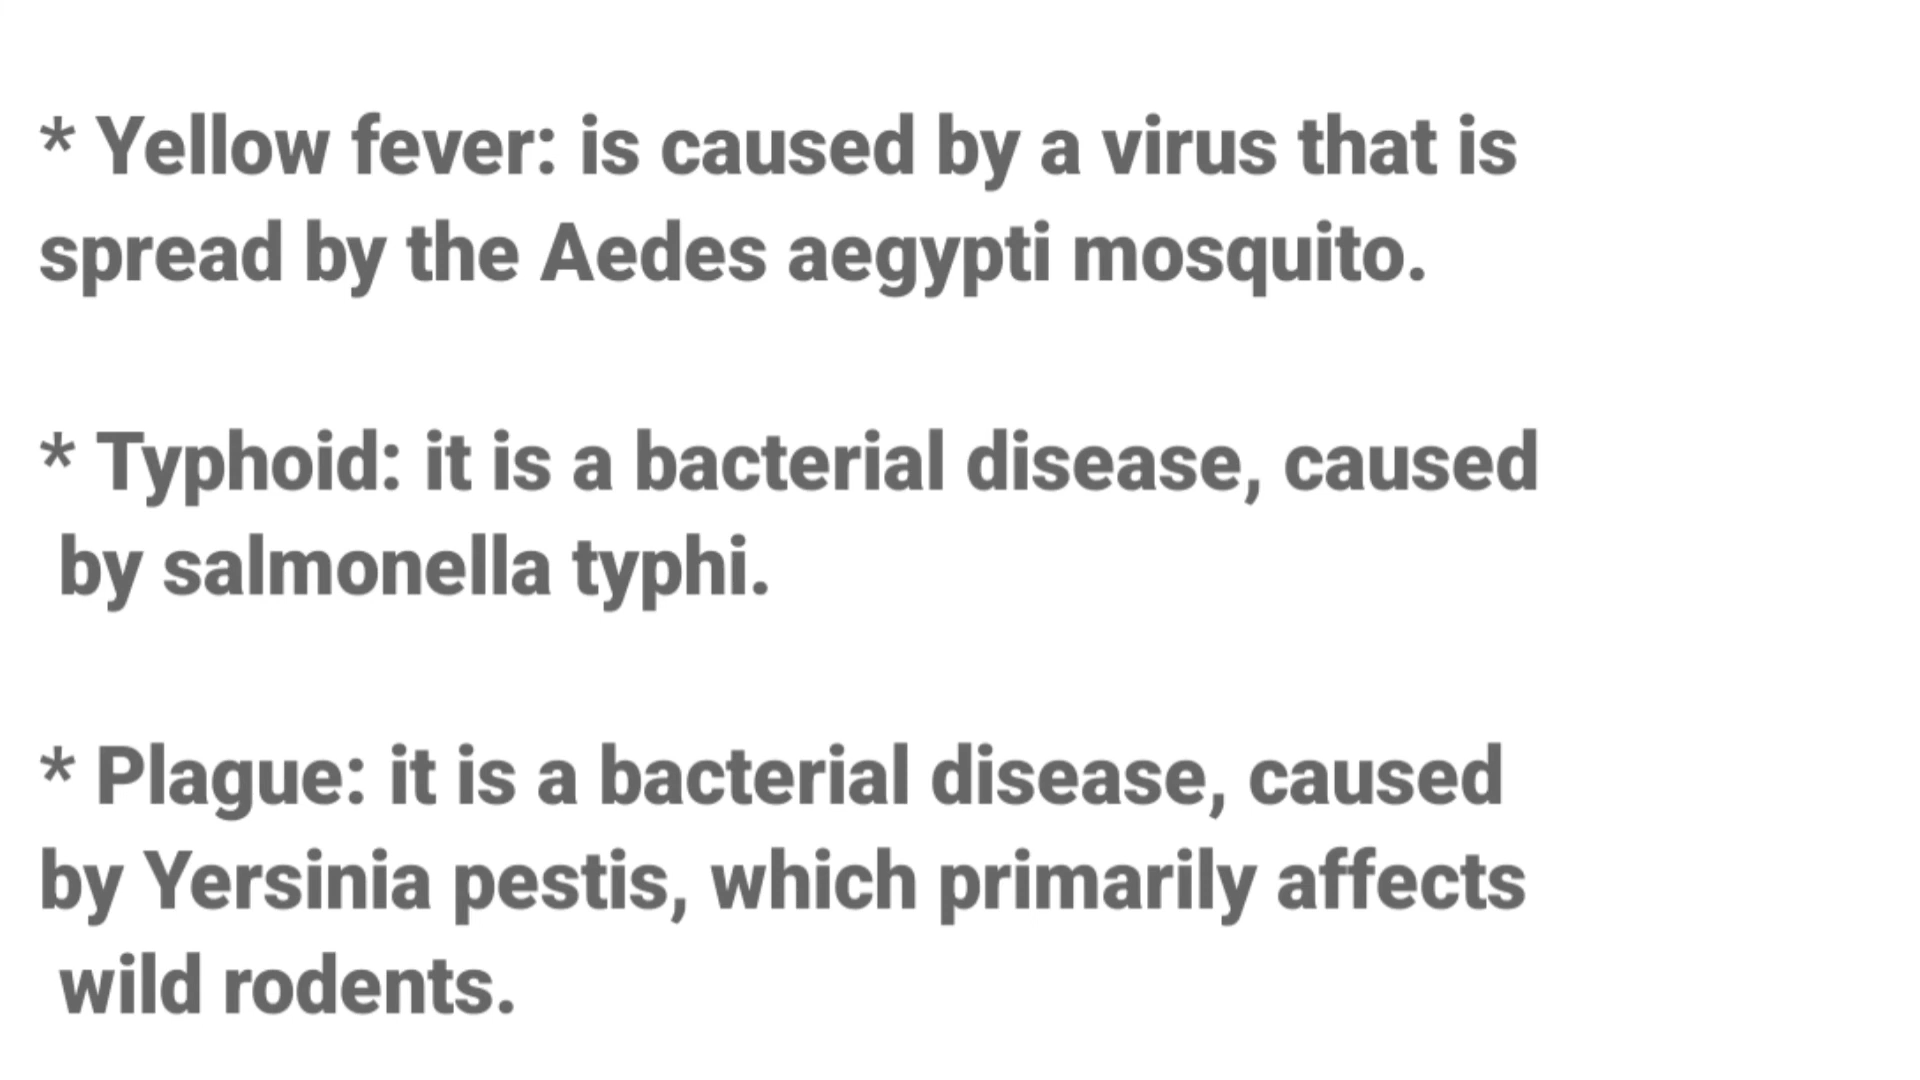 * Yellow fever: is caused by a virus that is
spread by the Aedes aegypti mosquito.
* Typhoid: it is a bacterial disease, caused
by salmonella typhi.
* Plague: it is a bacterial disease, caused
by Yersinia pestis, which primarily affects
wild rodents.